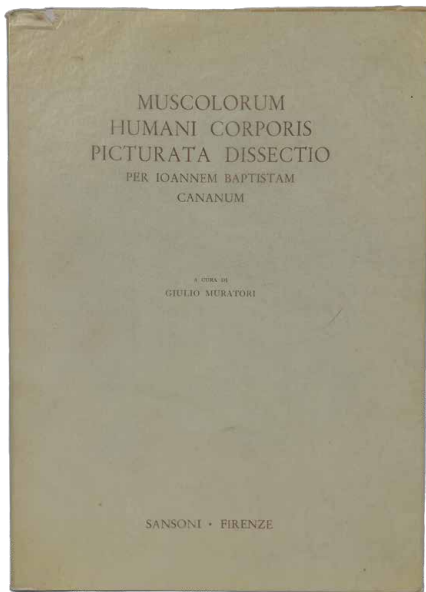 MUSCOLORUM
HUMANI CORPORIS
PICTURATA DISSECTIO
PER IOANNEM BAPTISTAM
CANANUM
A CURA DI
GIULIO MURATORI
SANSONI • FIRENZE